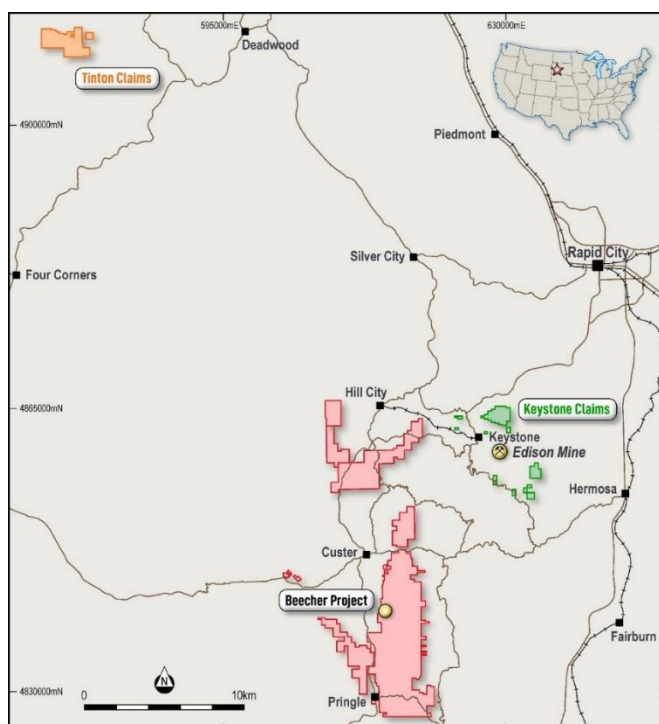 595000mE
630000mE
Deadwood
Tinton Claims
4900000mN
Piedmont
Silver City
Rapid City
Four Corners
4865000mN
Hill City
Keystone Claims
Keystone
Edison Mine
Hermosa
Custer
Beecher Project
Fairburn
4830000mN
N
0 10km
Pringle